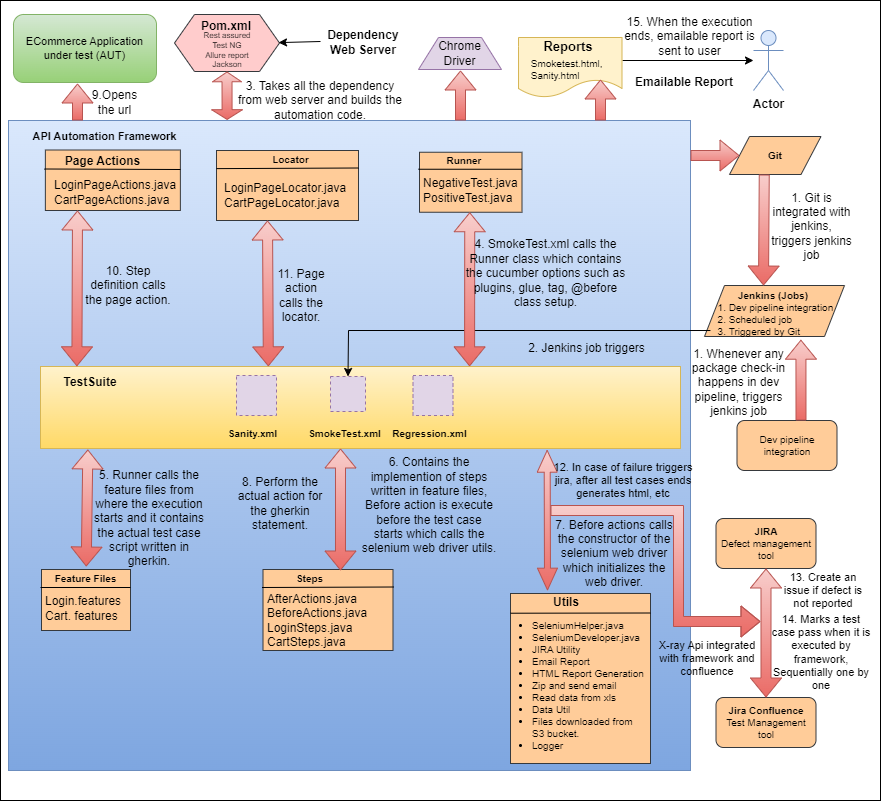 ECommerce Application
under test (AUT)
Pom.xml
Rest assured
Test NG
Allure report
Jackson
Dependency
Web Server
Chrome
Driver
Reports
Smoketest.html,
Sanity.html
15. When the execution
ends, emailable report is
sent to user
Emailable Report
Actor
9.Opens
the url
3. Takes all the dependency
from web server and builds the
automation code.
API Automation Framework
Page Actions
LoginPageActions.java
CartPageActions.java
Locator
LoginPageLocator.java
CartPageLocator.java
Runner
NegativeTest.java
PositiveTest.java
Git
1. Git is
integrated with
jenkins,
triggers jenkins
job
10. Step
definition calls
the page action.
11. Page
action
calls the
locator.
4. SmokeTest.xml calls the
Runner class which contains
the cucumber options such as
plugins, glue, tag, @before
class setup.
Jenkins (Jobs)
1. Dev pipeline integration
2. Scheduled job
3. Triggered by Git
2. Jenkins job triggers
1. Whenever any
package check-in
happens in dev
pipeline, triggers
jenkins job
Dev pipeline
integration
TestSuite
Sanity.xml
SmokeTest.xml
Regression.xml
5. Runner calls the
feature files from
where the execution
starts and it contains
the actual test case
script written in
gherkin.
8. Perform the
actual action for
the gherkin
statement.
6. Contains the
implemention of steps
written in feature files,
Before action is execute
before the test case
starts which calls the
selenium web driver utils.
12. In case of failure triggers
jira, after all test cases ends
generates html, etc
7. Before actions calls
the constructor of the
selenium web driver
which initializes the
web driver.
JIRA
Defect management
tool
13. Create an
issue if defect is
not reported
14. Marks a test
case pass when it is
executed by
framework,
Sequentially one by
one
X-ray Api integrated
with framework and
confluence
Jira Confluence
Test Management
tool
Feature Files
Login.features
Cart. features
Steps
AfterActions.java
BeforeActions.java
LoginSteps.java
CartSteps.java
Utils
SeleniumHelper.java
SeleniumDeveloper.java
JIRA Utility
Email Report
HTML Report Generation
Zip and send email
Read data from xls
Data Util
Files downloaded from
S3 bucket.
Logger